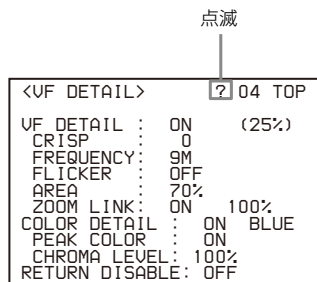 点滅
<VF DETAIL> ? 04 TOP
VF DETAIL : ON (25%)
CRISP : 0
FREQUENCY: 9M
FLICKER : OFF
AREA : 70%
ZOOM LINK: ON 100%
COLOR DETAIL : ON BLUE
PEAK COLOR : ON
CHROMA LEVEL: 100%
RETURN DISABLE: OFF